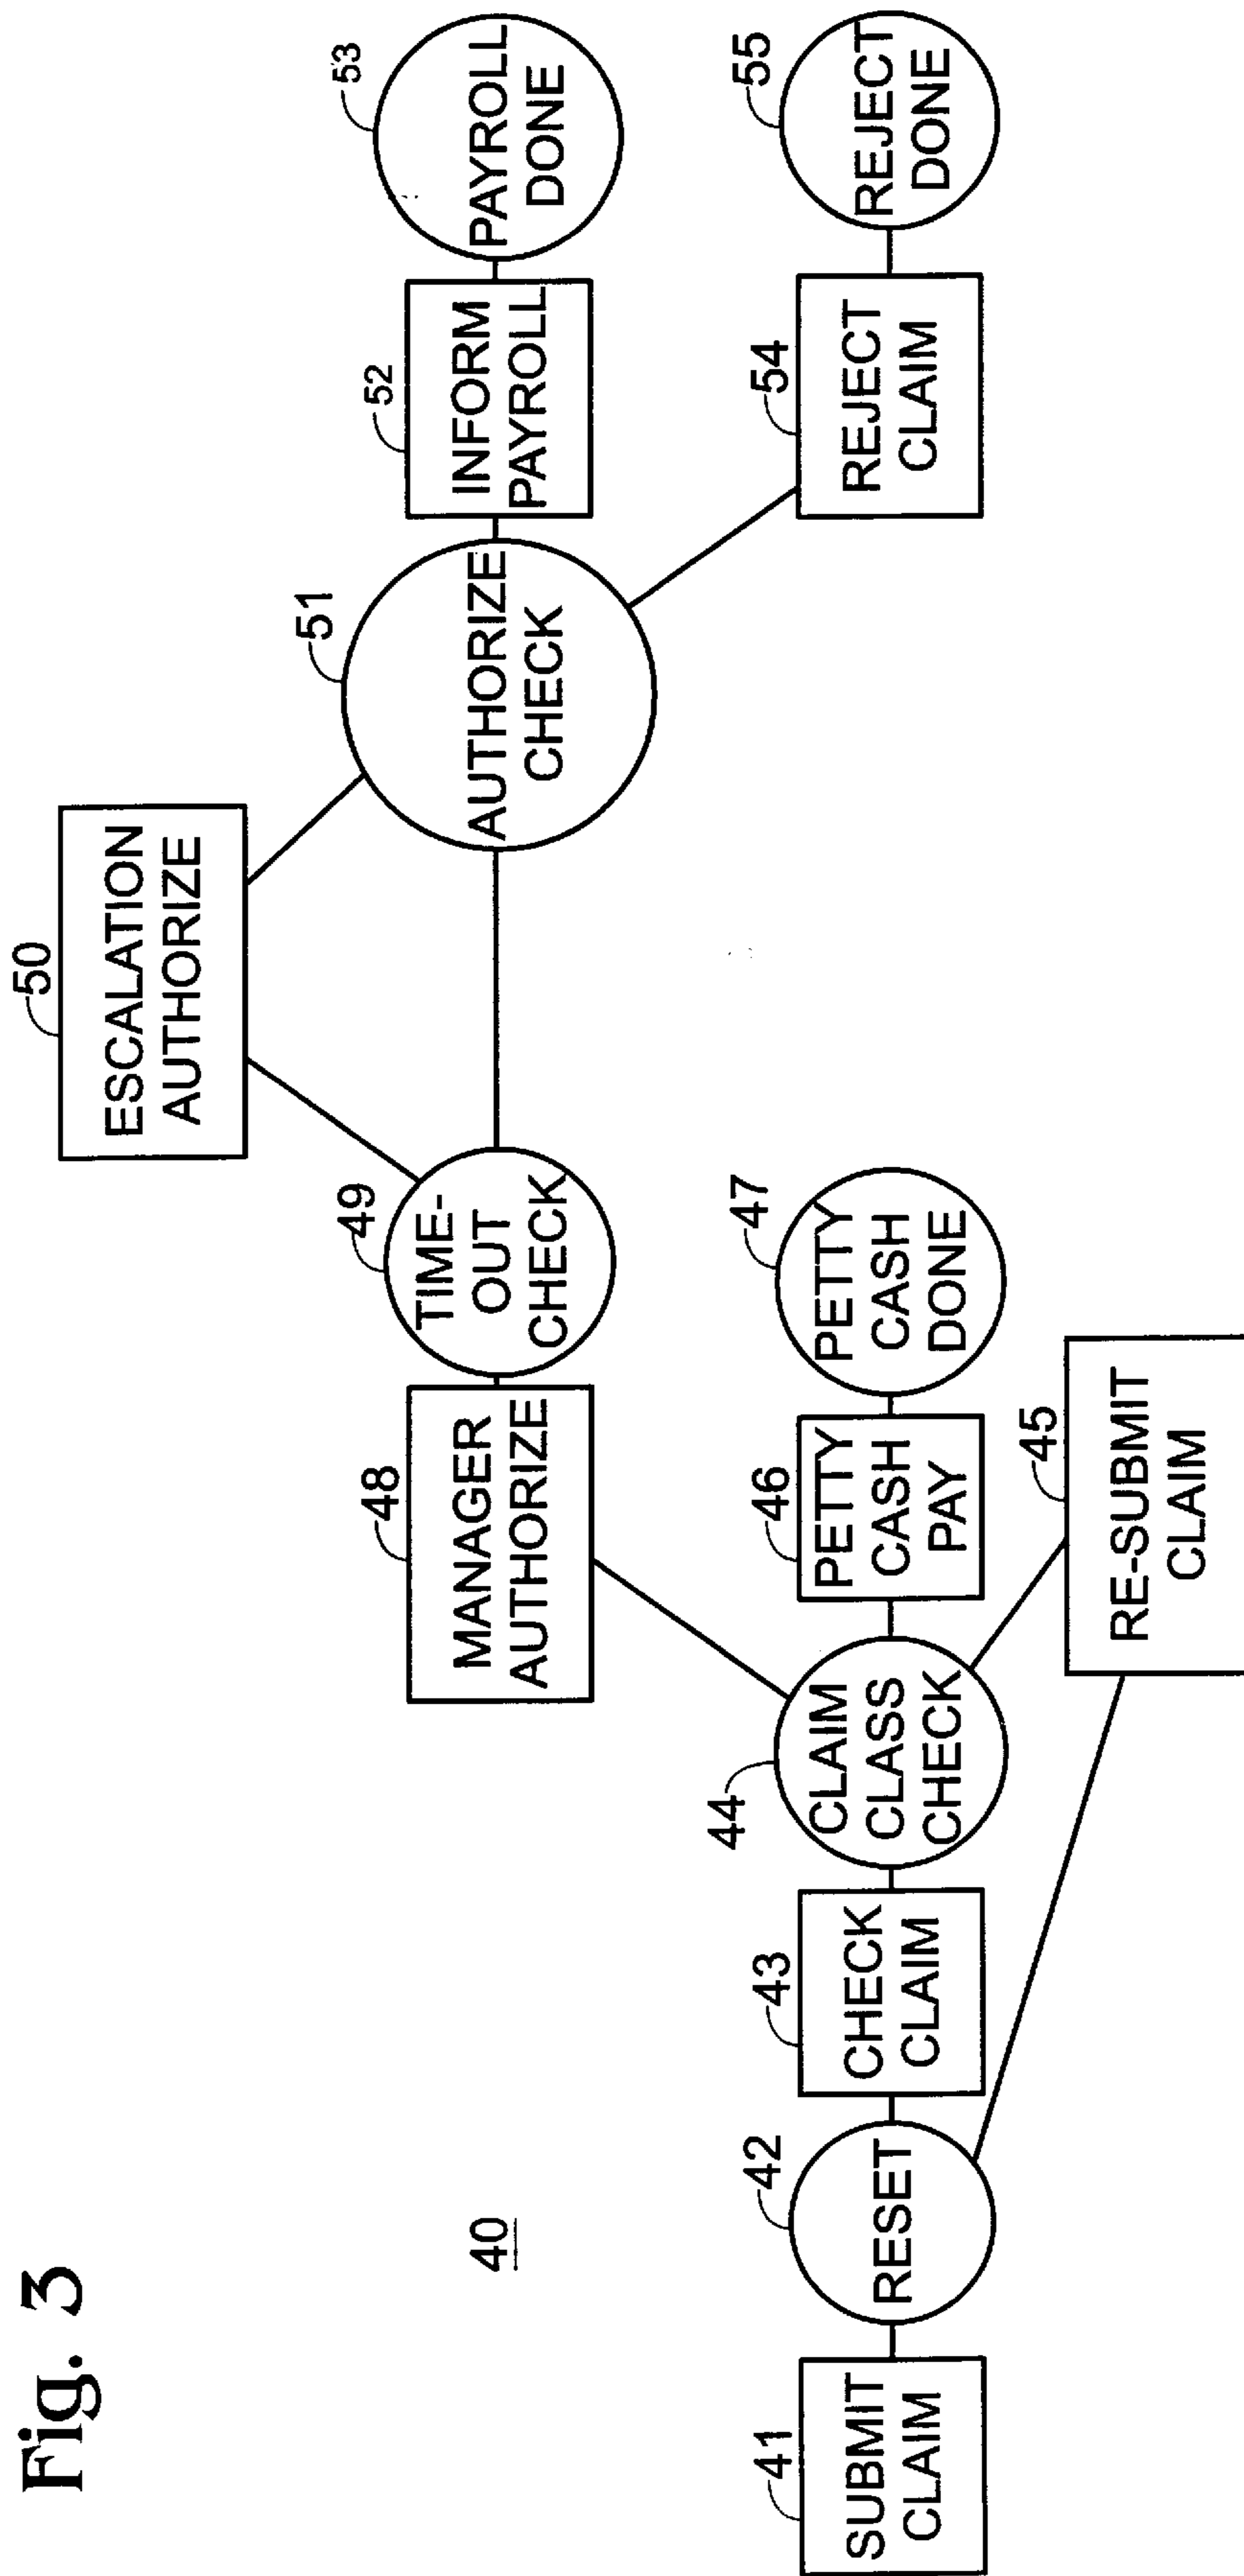 Fig. 3
40
41
SUBMIT
CLAIM
42
RESET
43
CHECK
CLAIM
44
CLAIM
CLASS
CHECK
45
RE-SUBMIT
CLAIM
46
PETTY
CASH
PAY
47
PETTY
CASH
DONE
48
MANAGER
AUTHORIZE
49
TIME-
OUT
CHECK
50
ESCALATION
AUTHORIZE
51
AUTHORIZE
CHECK
52
INFORM
PAYROLL
53
PAYROLL
DONE
54
REJECT
CLAIM
55
REJECT
DONE